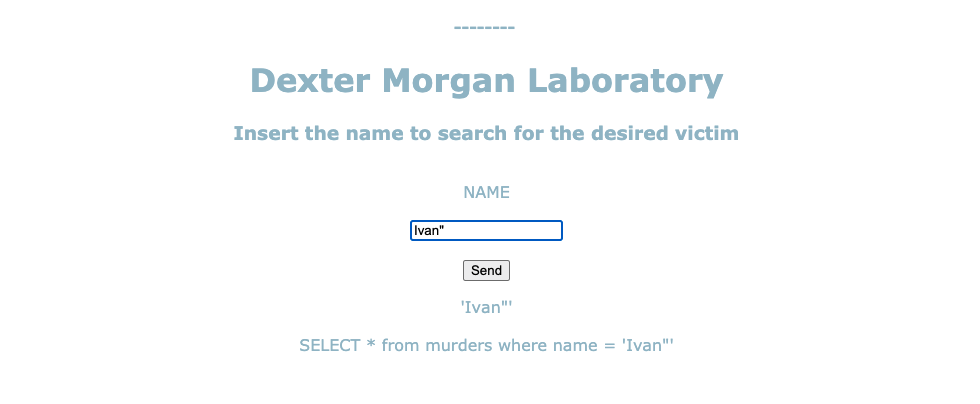 --------
Dexter Morgan Laboratory
Insert the name to search for the desired victim
NAME
Ivan"
Send
'Ivan"'
SELECT * from murders where name = 'Ivan"'